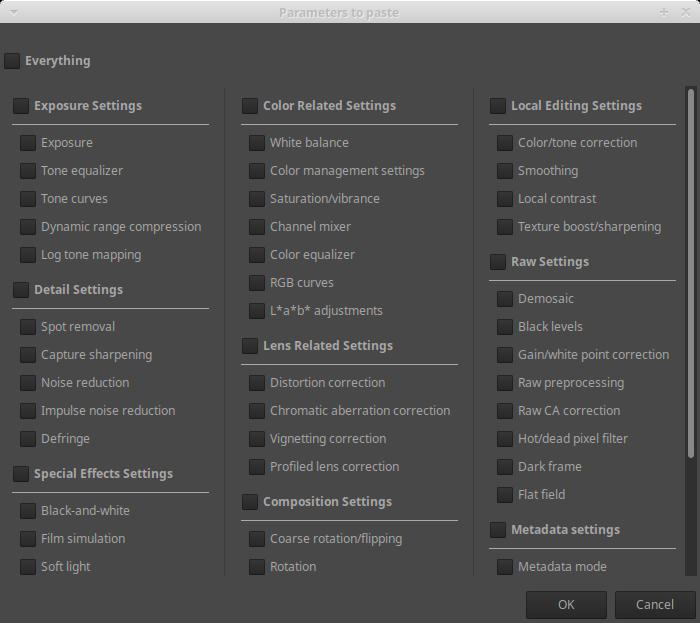 Parameters to paste
Everything
Exposure Settings
Exposure
Tone equalizer
Tone curves
Dynamic range compression
Log tone mapping
Detail Settings
Spot removal
Capture sharpening
Noise reduction
Impulse noise reduction
Defringe
Special Effects Settings
Black-and-white
Film simulation
Soft light
Color Related Settings
White balance
Color management settings
Saturation/vibrance
Channel mixer
Color equalizer
RGB curves
L*a*b* adjustments
Lens Related Settings
Distortion correction
Chromatic aberration correction
Vignetting correction
Profiled lens correction
Composition Settings
Coarse rotation/flipping
Rotation
Local Editing Settings
Color/tone correction
Smoothing
Local contrast
Texture boost/sharpening
Raw Settings
Demosaic
Black levels
Gain/white point correction
Raw preprocessing
Raw CA correction
Hot/dead pixel filter
Dark frame
Flat field
Metadata settings
Metadata mode
OK
Cancel